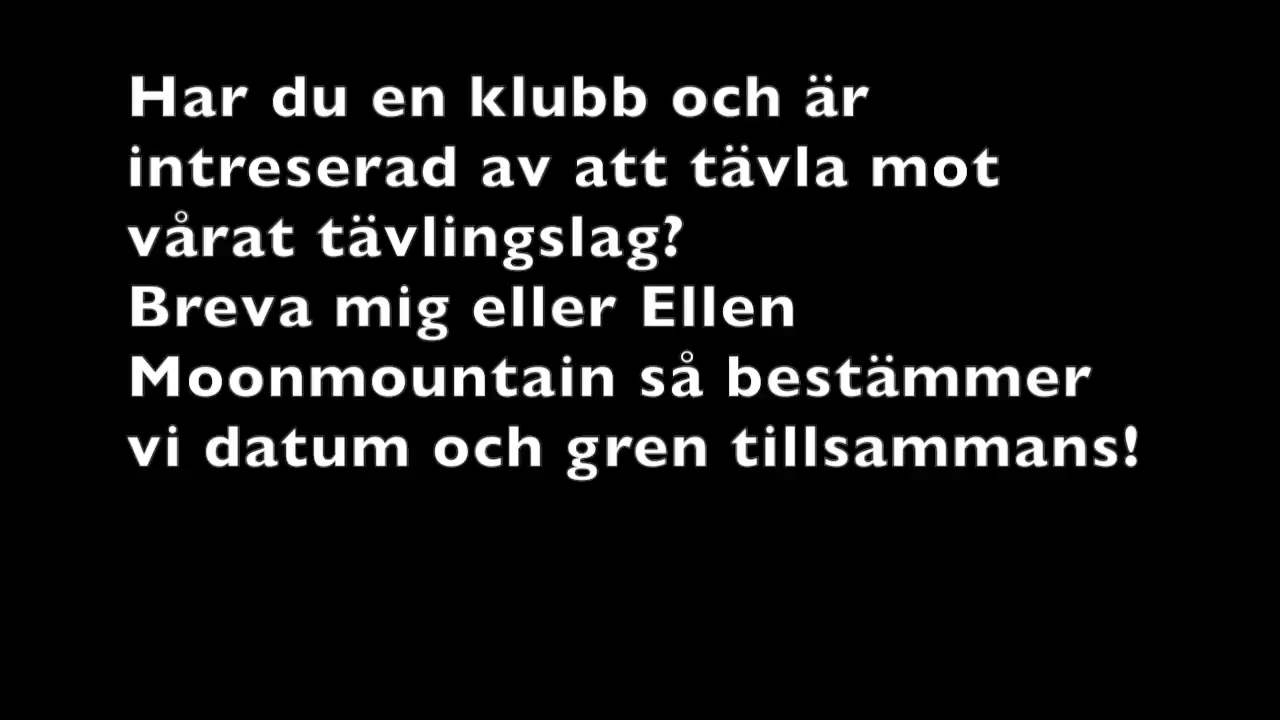 Har du en klubb och är
intreserad av att tävla mot
vårat tävlingslag?
Breva mig eller Ellen
Moonmountain så bestämmer
vi datum och gren tillsammans!